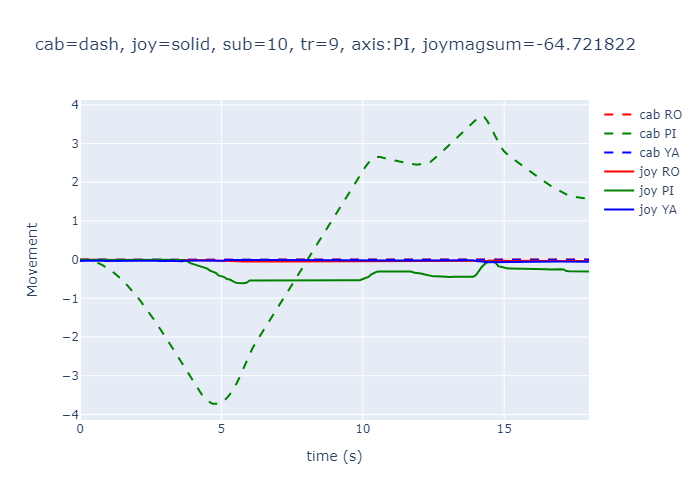 cab=dash, joy=solid, sub=10, tr=9, axis:PI, joymagsum=-64.721822
4
3
2
1
0
−1
−2
−3
−4
Movement
0
5
10
15
time (s)
cab RO
cab PI
cab YA
joy RO
joy PI
joy YA